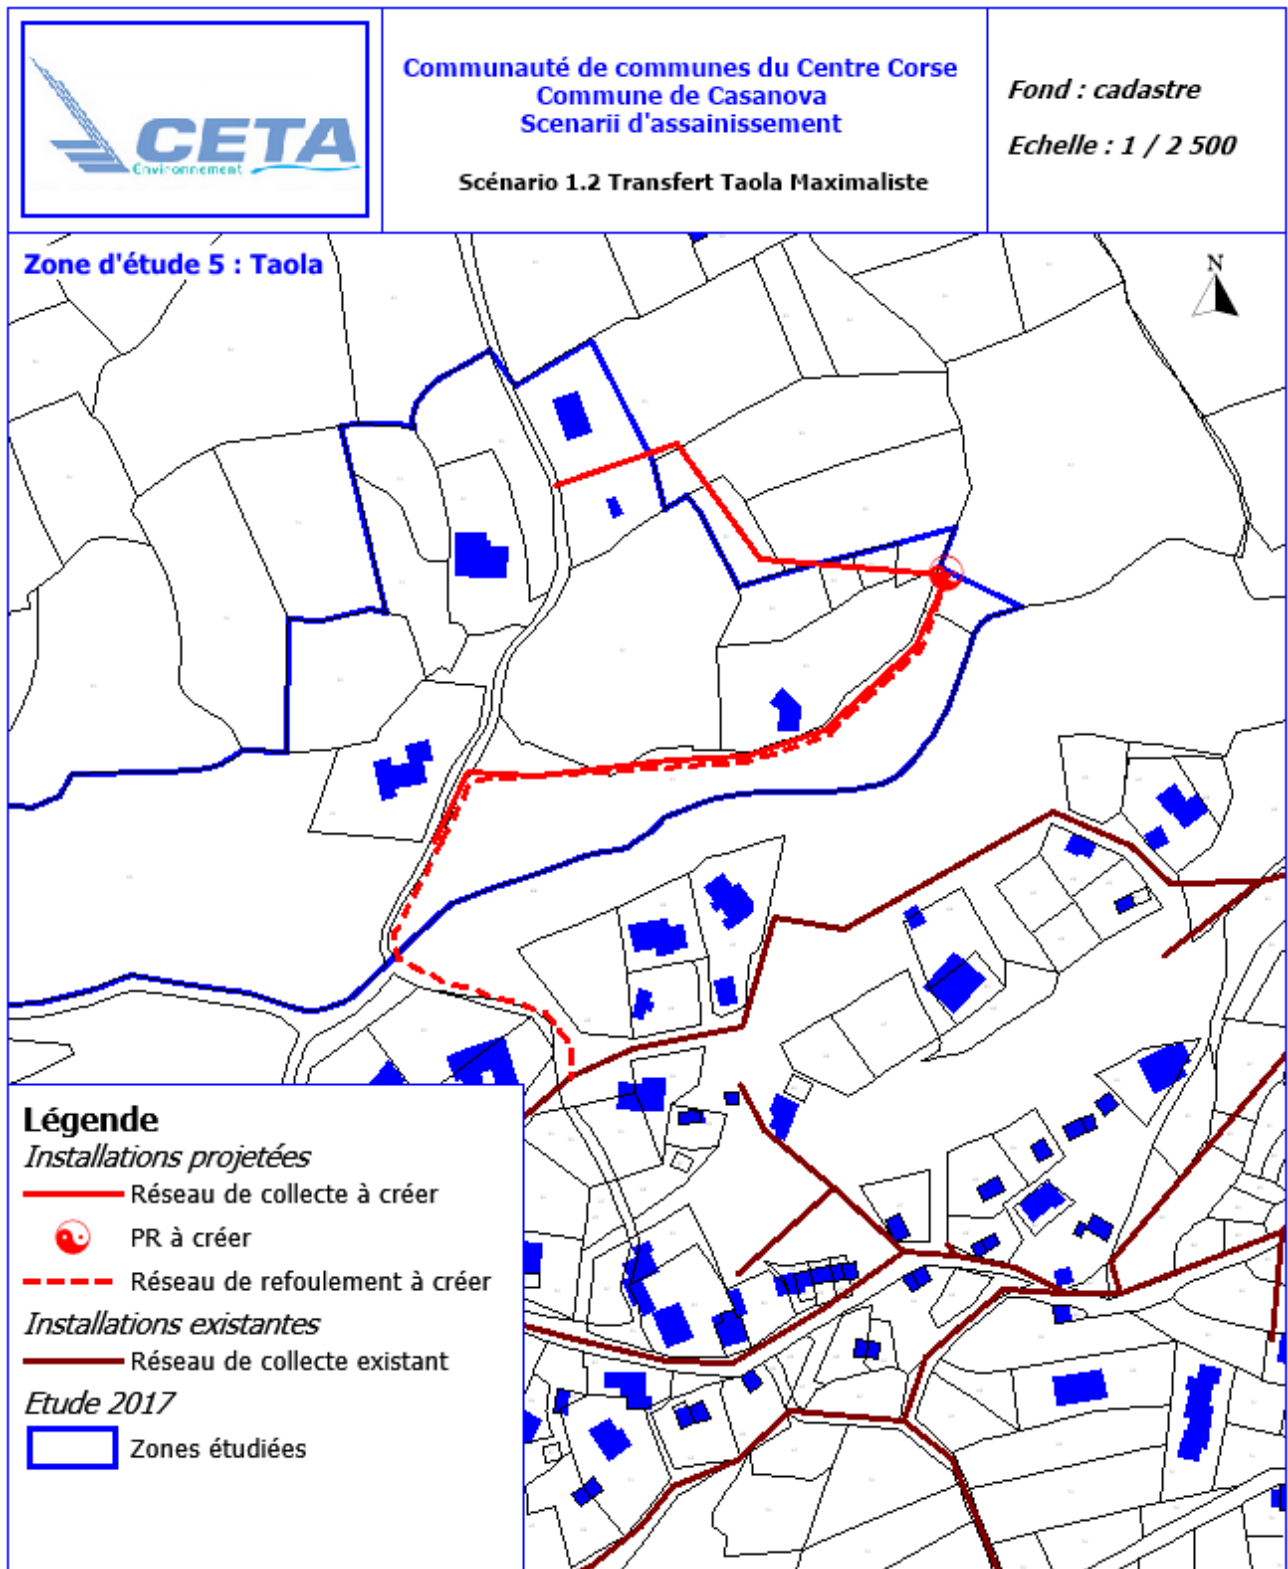 CETA
Environnement
Communauté de communes du Centre Corse
Commune de Casanova
Scenarii d'assainissement
Scénario 1.2 Transfert Taola Maximaliste
Fond : cadastre
Echelle : 1 / 2 500
Zone d'étude 5 : Taola
N
Légende
Installations projetées
Réseau de collecte à créer
PR à créer
Réseau de refoulement à créer
Installations existantes
Réseau de collecte existant
Etude 2017
Zones étudiées